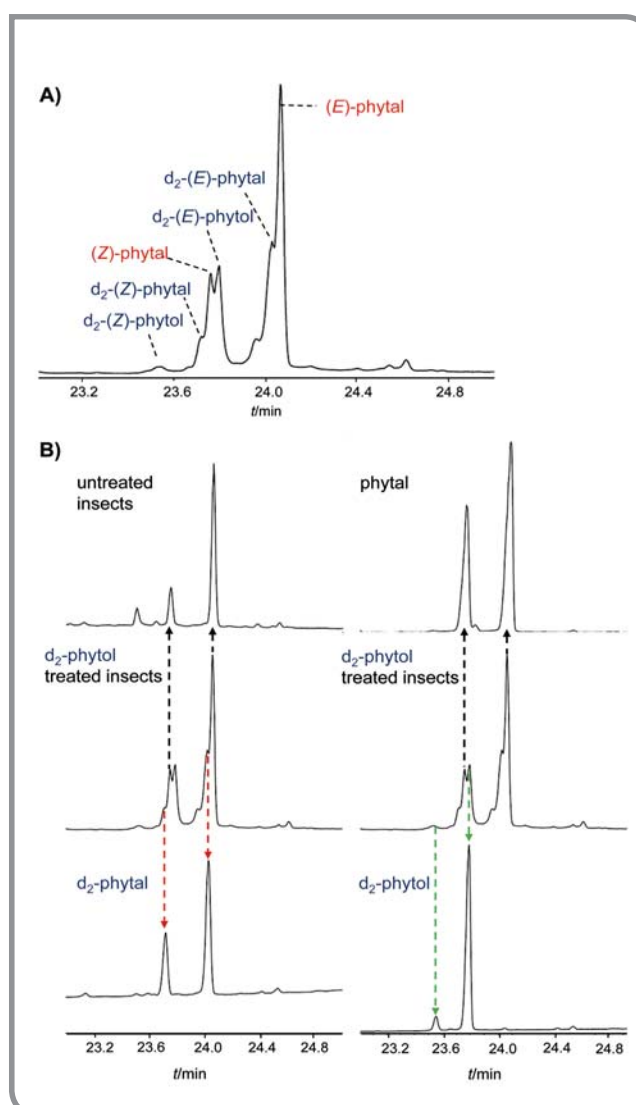 A)
(E)-phytal
d₂-(E)-phytal
d₂-(E)-phytol
(Z)-phytal
d₂-(Z)-phytal
d₂-(Z)-phytol
23.2 23.6 24.0 24.4 24.8
t/min
B)
untreated
insects
phytal
d₂-phytol
treated insects
d₂-phytol
treated insects
d₂-phytal
d₂-phytol
23.2 23.6 24.0 24.4 24.8
t/min
23.2 23.6 24.0 24.4 24.8
t/min